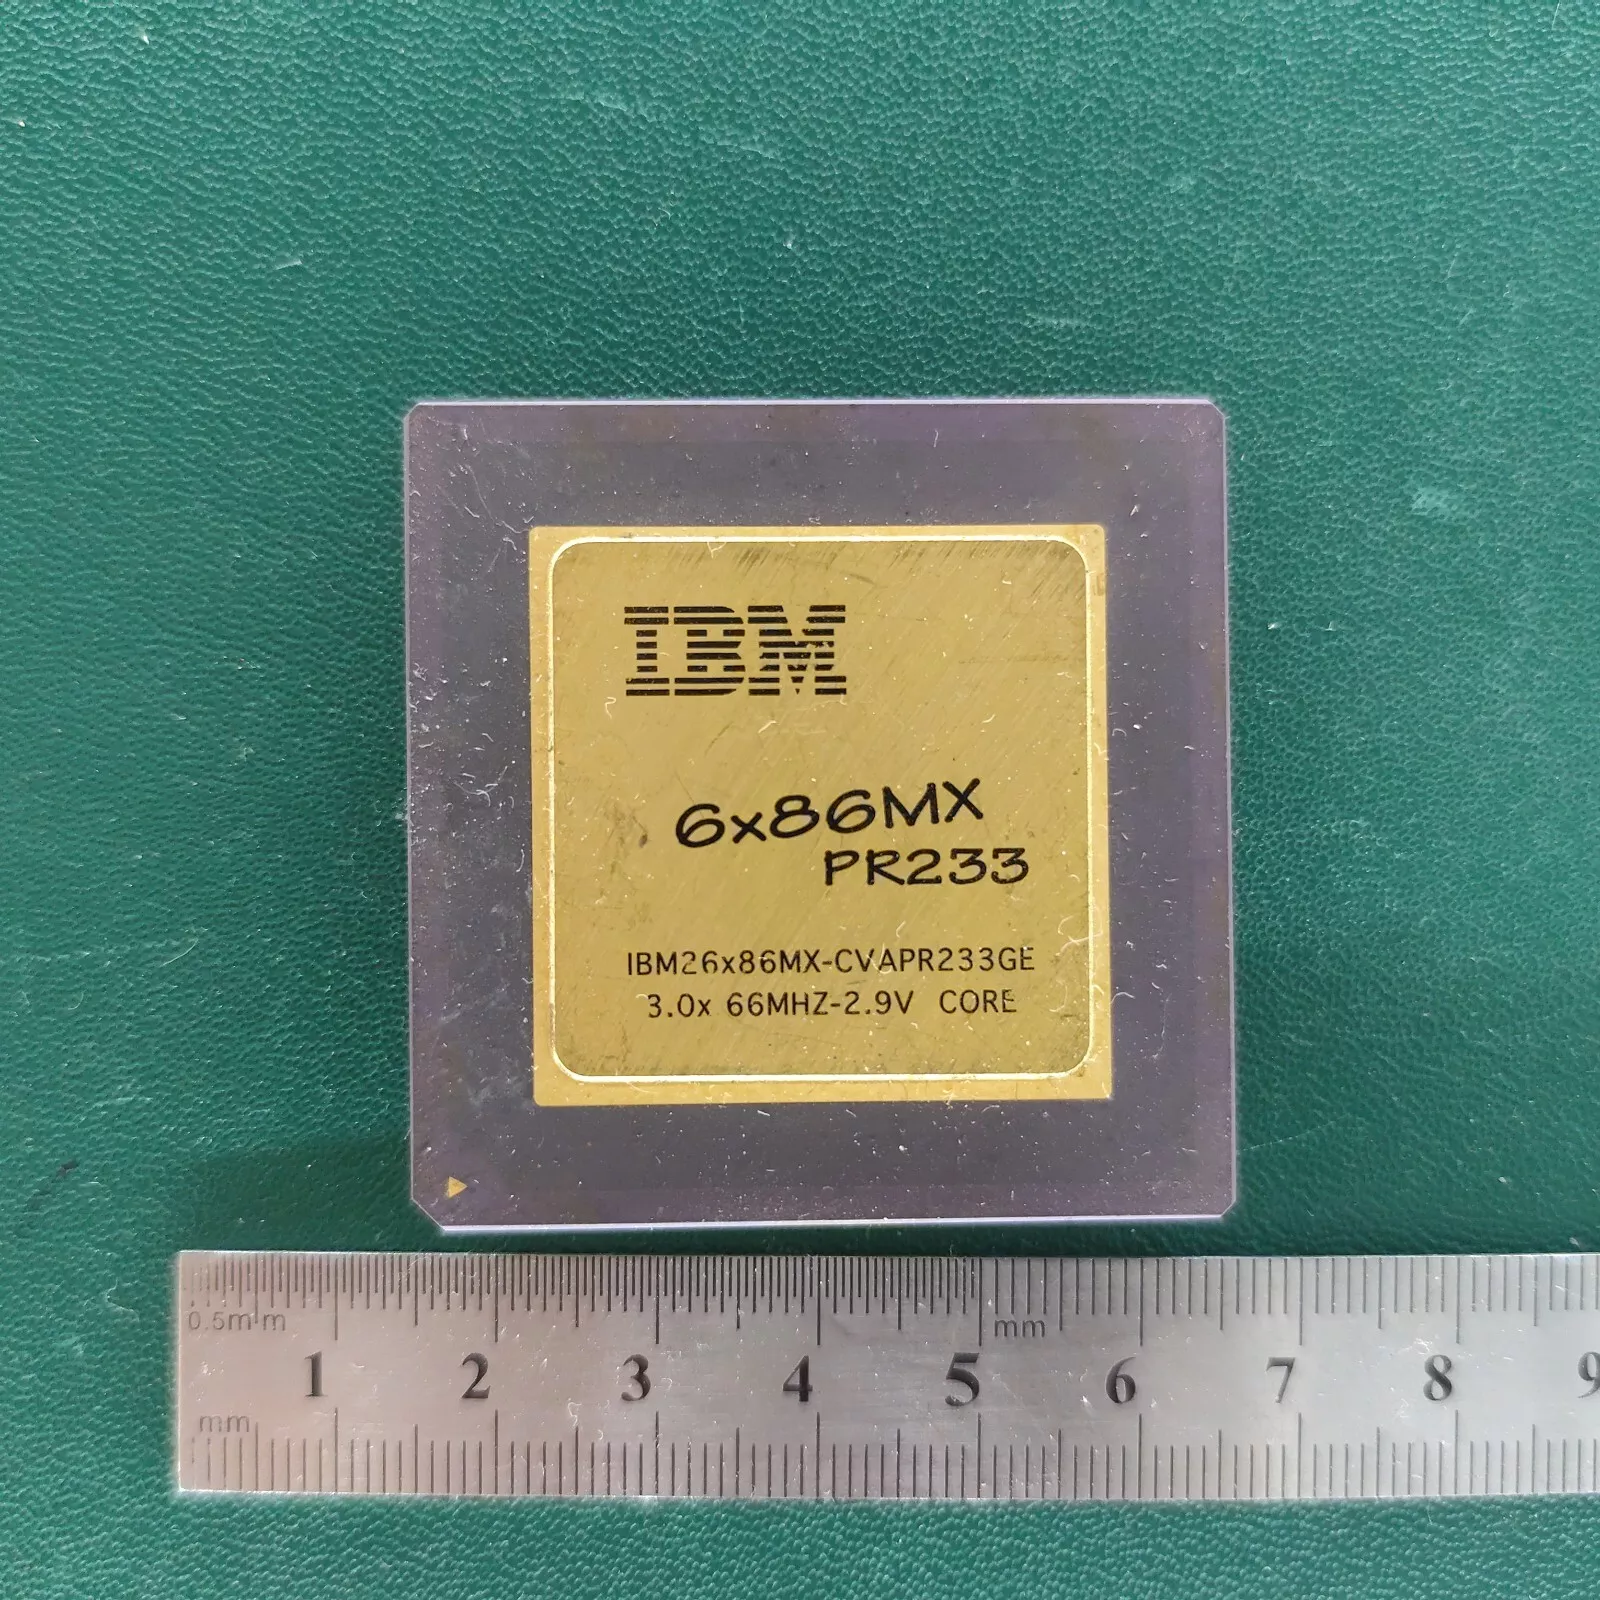 IBM
6x86MX
PR233
IBM26x86MX-CVAPR233GE
3.0x 66MHZ-2.9V CORE
0.5mm
mm
1 2 3 4 5 6 7 8 9
mm